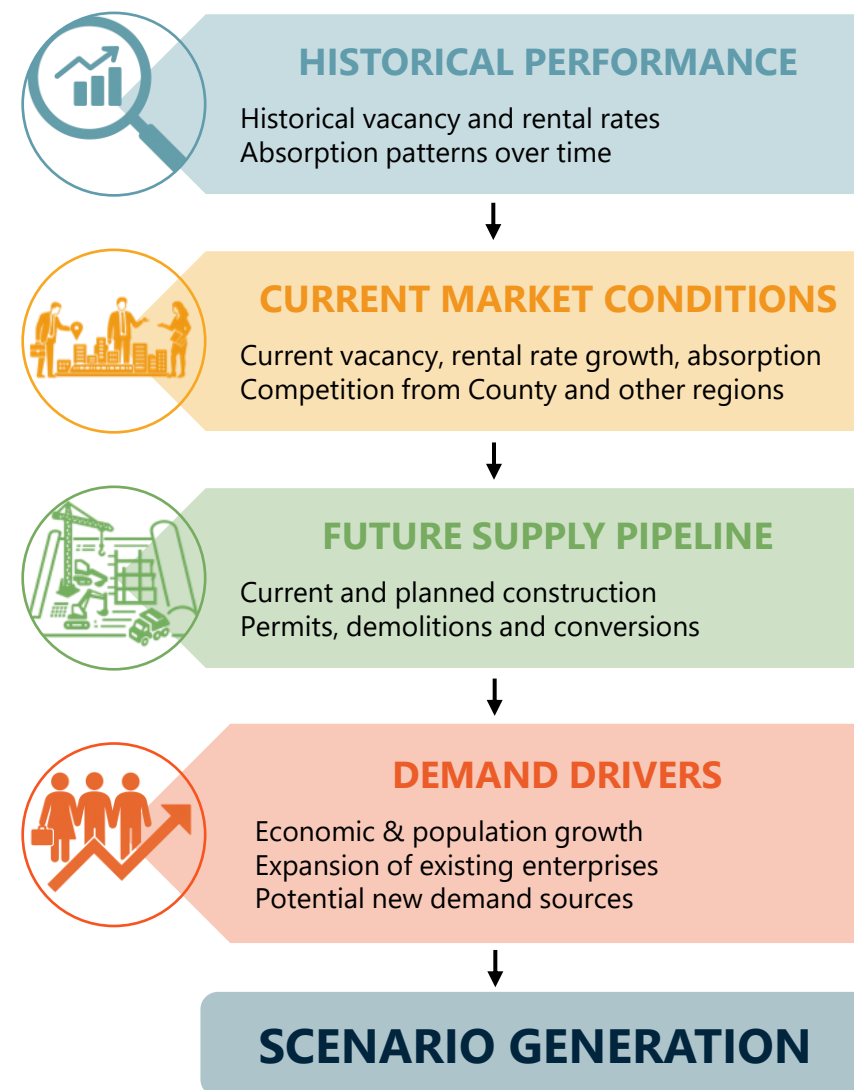 HISTORICAL PERFORMANCE
Historical vacancy and rental rates
Absorption patterns over time
CURRENT MARKET CONDITIONS
Current vacancy, rental rate growth, absorption
Competition from County and other regions
FUTURE SUPPLY PIPELINE
Current and planned construction
Permits, demolitions and conversions
DEMAND DRIVERS
Economic & population growth
Expansion of existing enterprises
Potential new demand sources
SCENARIO GENERATION